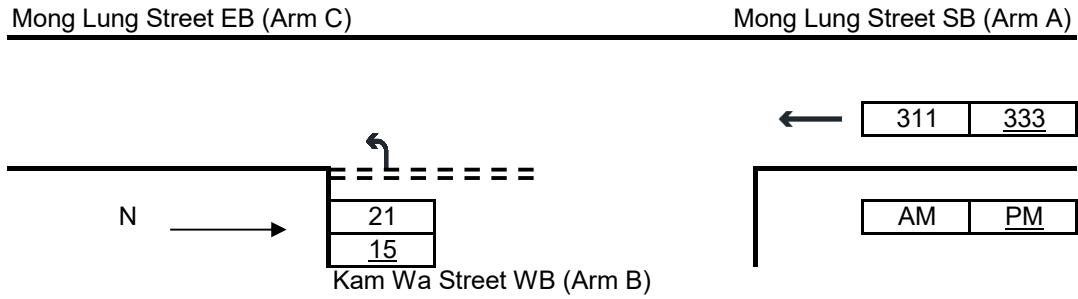 Mong Lung Street EB (Arm C)
Mong Lung Street SB (Arm A)
311 333
N
21
15
AM PM
Kam Wa Street WB (Arm B)